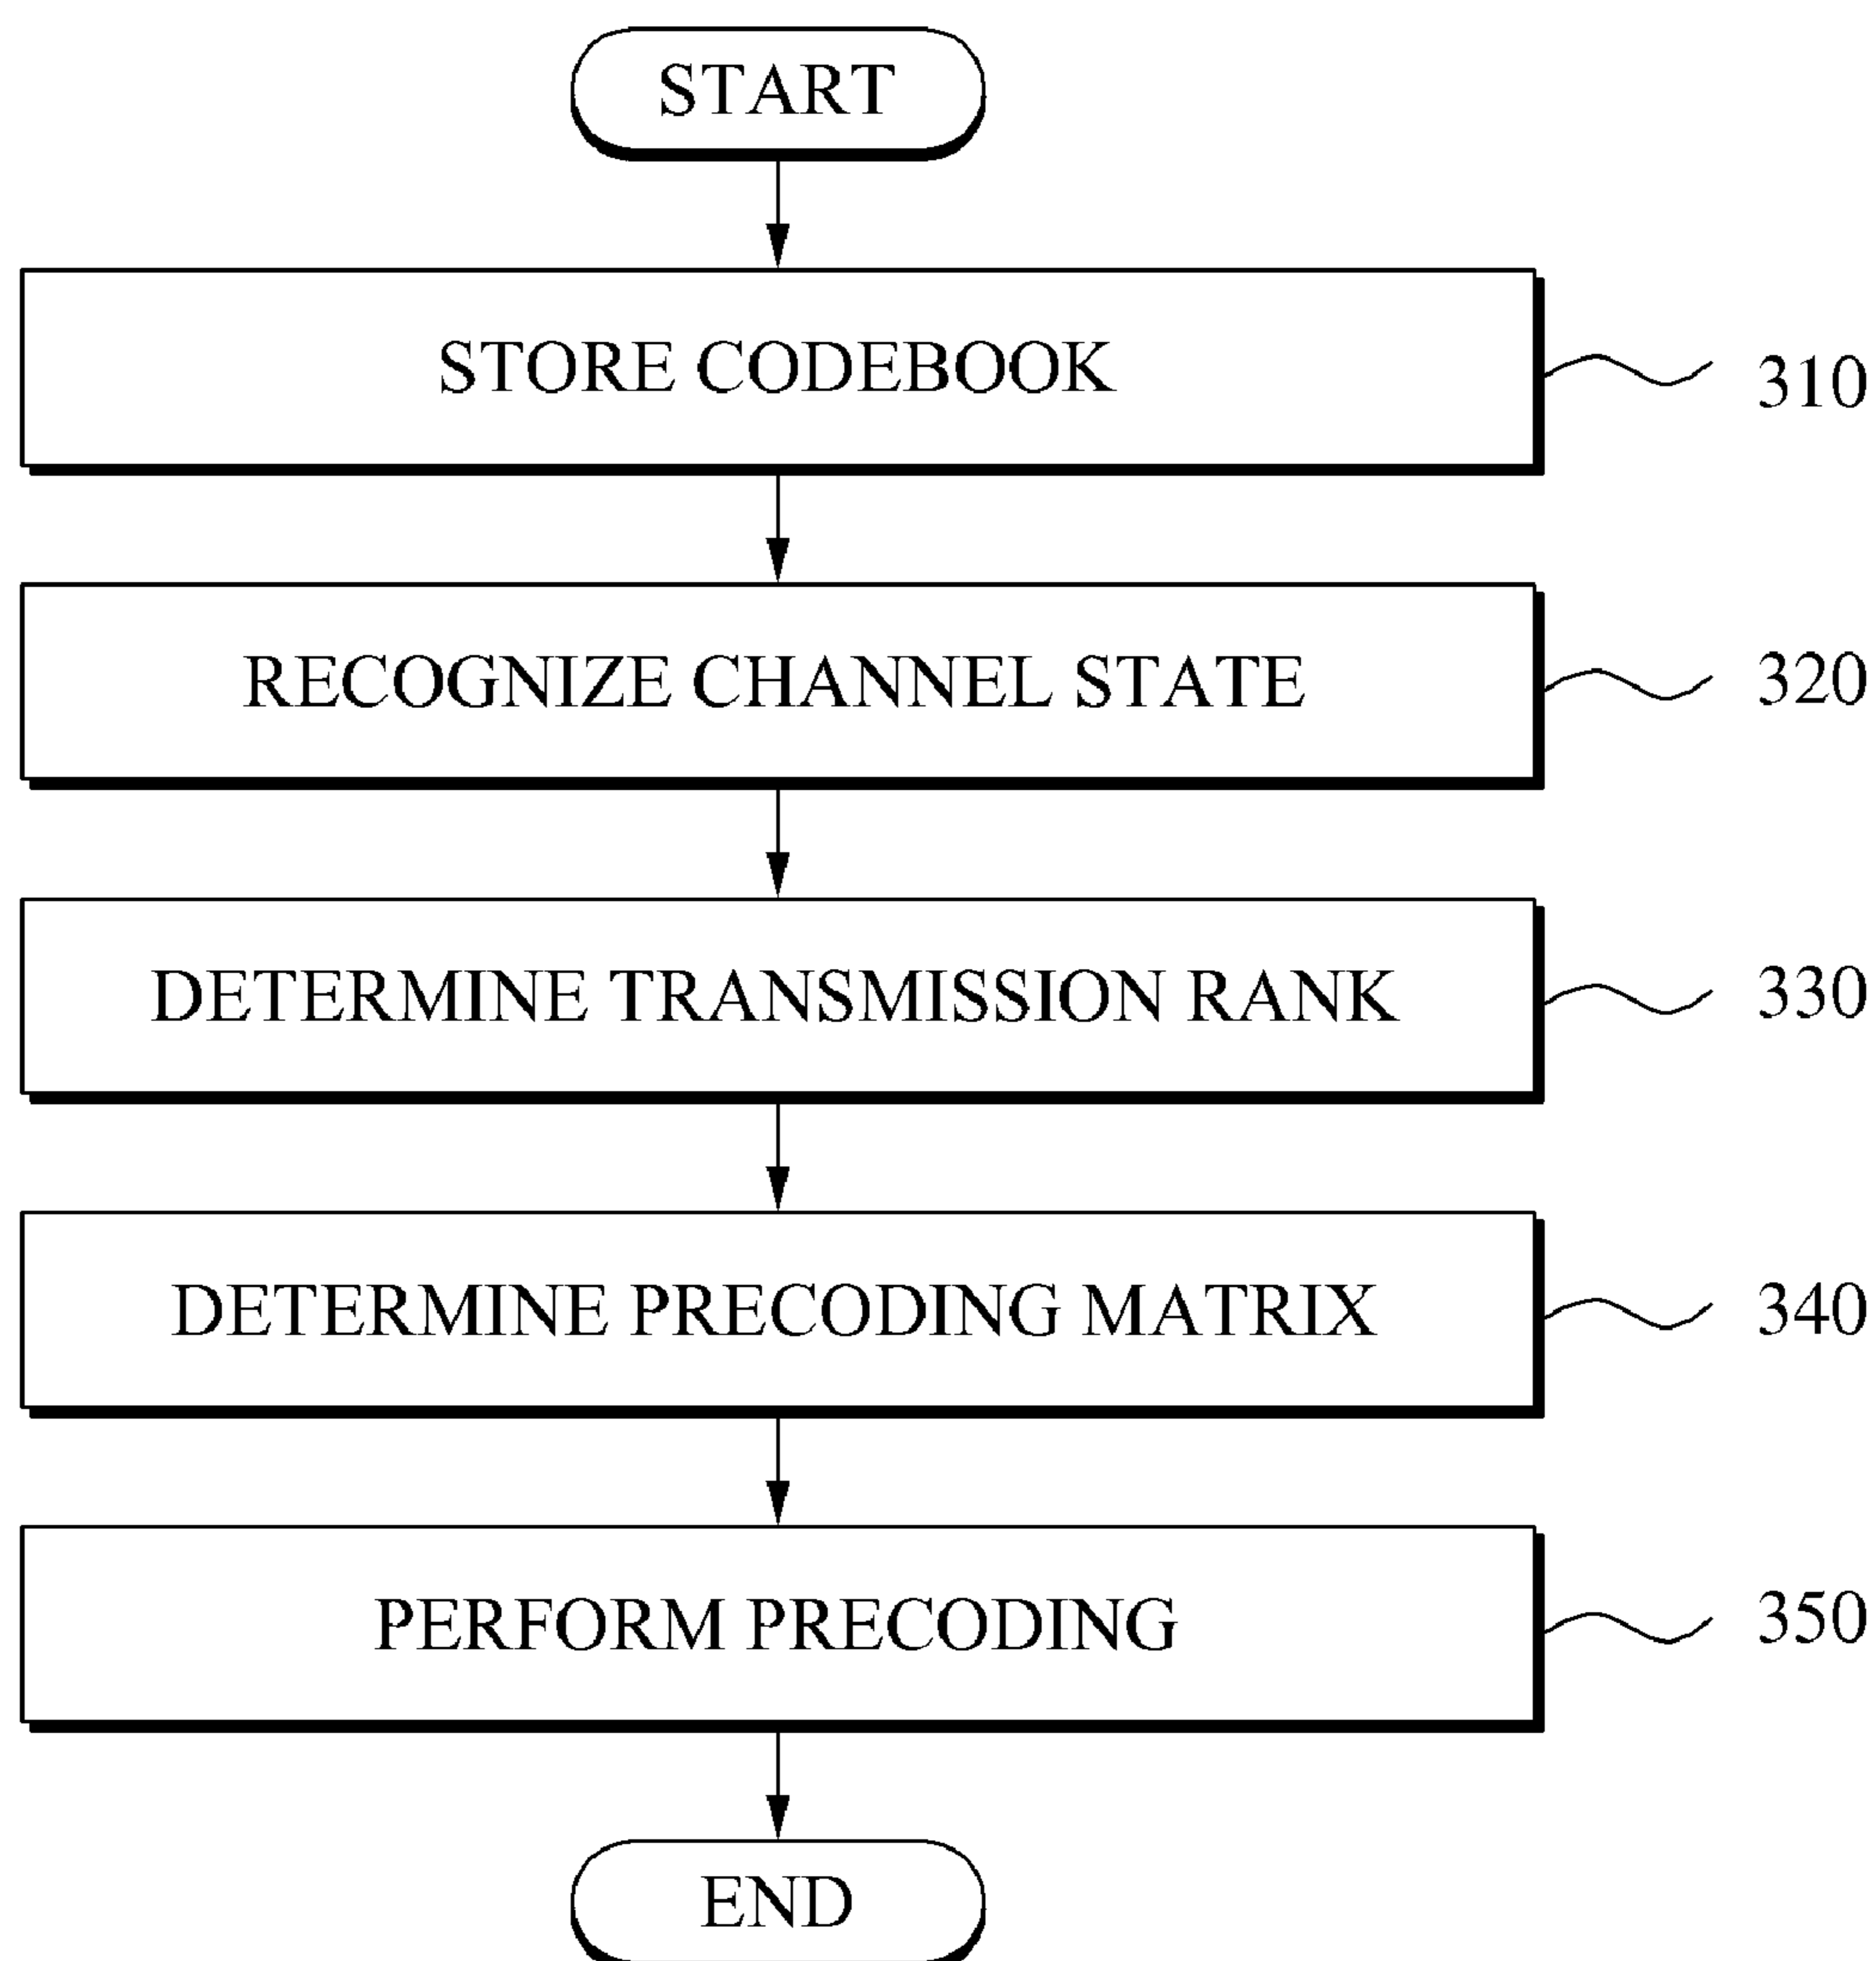 START
STORE CODEBOOK 310
RECOGNIZE CHANNEL STATE 320
DETERMINE TRANSMISSION RANK 330
DETERMINE PRECODING MATRIX 340
PERFORM PRECODING 350
END